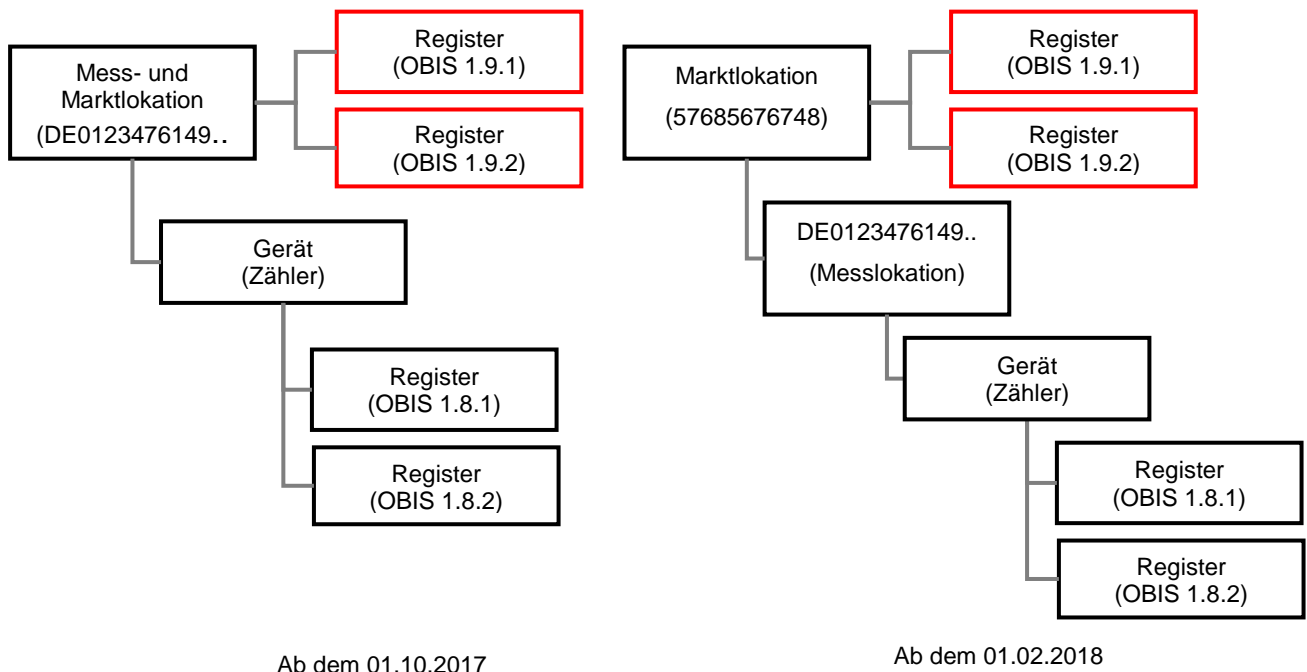 Mess- und
Marktlokation
(DE0123476149..
Register
(OBIS 1.9.1)
Register
(OBIS 1.9.2)
Gerät
(Zähler)
Register
(OBIS 1.8.1)
Register
(OBIS 1.8.2)
Ab dem 01.10.2017
Marktlokation
(57685676748)
Register
(OBIS 1.9.1)
Register
(OBIS 1.9.2)
DE0123476149..
(Messlokation)
Gerät
(Zähler)
Register
(OBIS 1.8.1)
Register
(OBIS 1.8.2)
Ab dem 01.02.2018